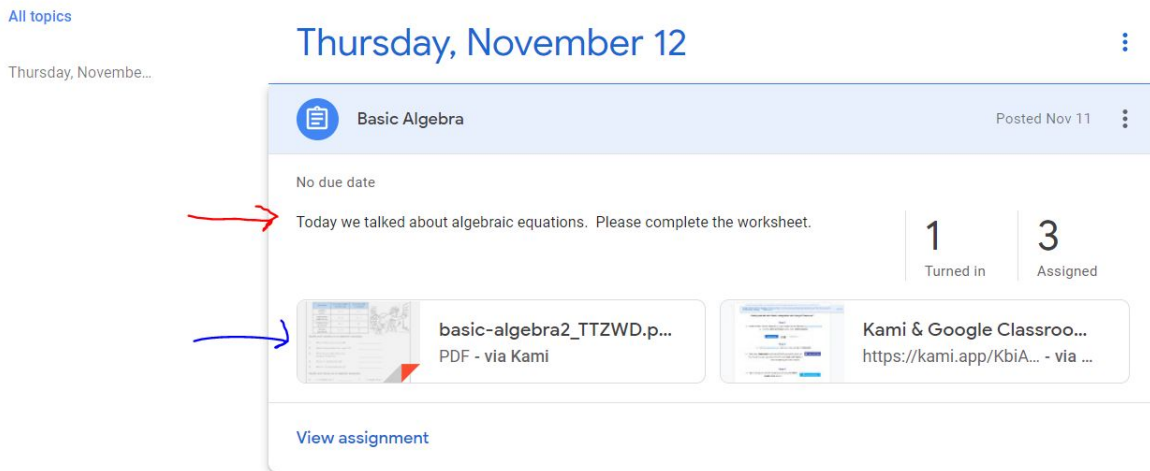 All topics
Thursday, Novembe...
Thursday, November 12
Basic Algebra
Posted Nov 11
No due date
Today we talked about algebraic equations.  Please complete the worksheet.
1
Turned in
3
Assigned
basic-algebra2_TTZWD.p...
PDF - via Kami
Kami & Google Classroo...
https://kami.app/KbiA... - via ...
View assignment